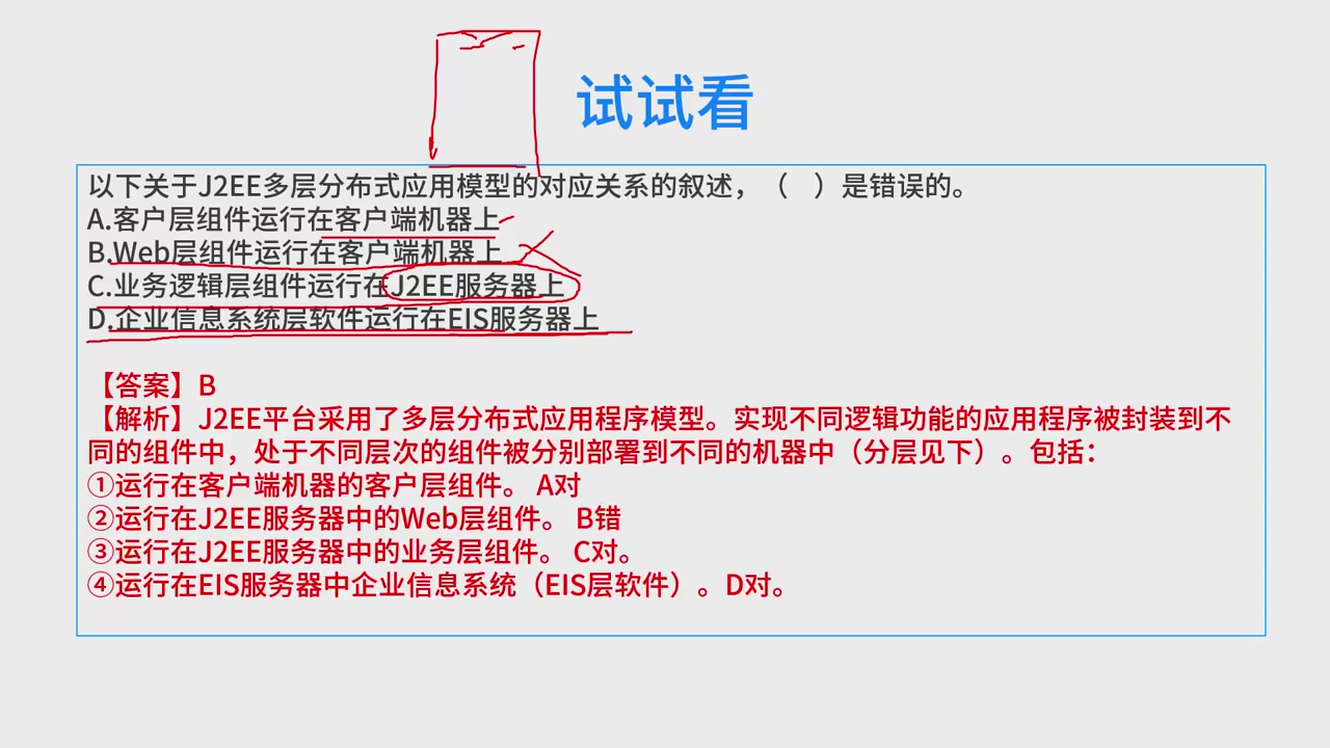 试试看
以下关于J2EE多层分布式应用模型的对应关系的叙述，（　）是错误的。
A.客户层组件运行在客户端机器上
B.Web层组件运行在客户端机器上
C.业务逻辑层组件运行在J2EE服务器上
D.企业信息系统层软件运行在EIS服务器上
【答案】B
【解析】J2EE平台采用了多层分布式应用程序模型。实现不同逻辑功能的应用程序被封装到不
同的组件中，处于不同层次的组件被分别部署到不同的机器中（分层见下）。包括：
①运行在客户端机器的客户层组件。 A对
②运行在J2EE服务器中的Web层组件。 B错
③运行在J2EE服务器中的业务层组件。 C对。
④运行在EIS服务器中企业信息系统（EIS层软件）。D对。